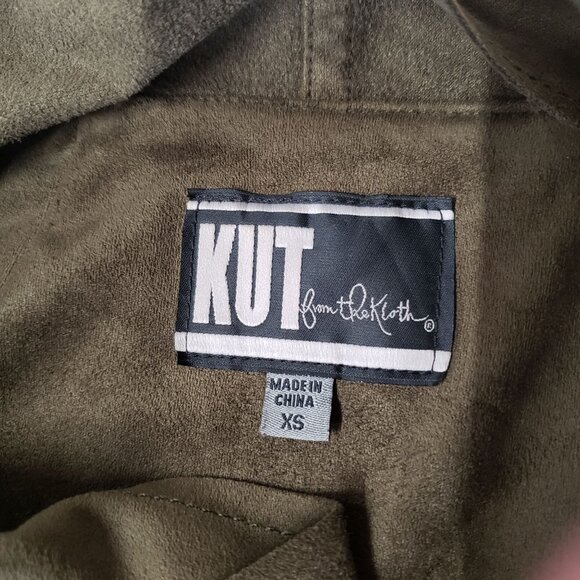 KUT from the Kloth®
MADE IN
CHINA
XS